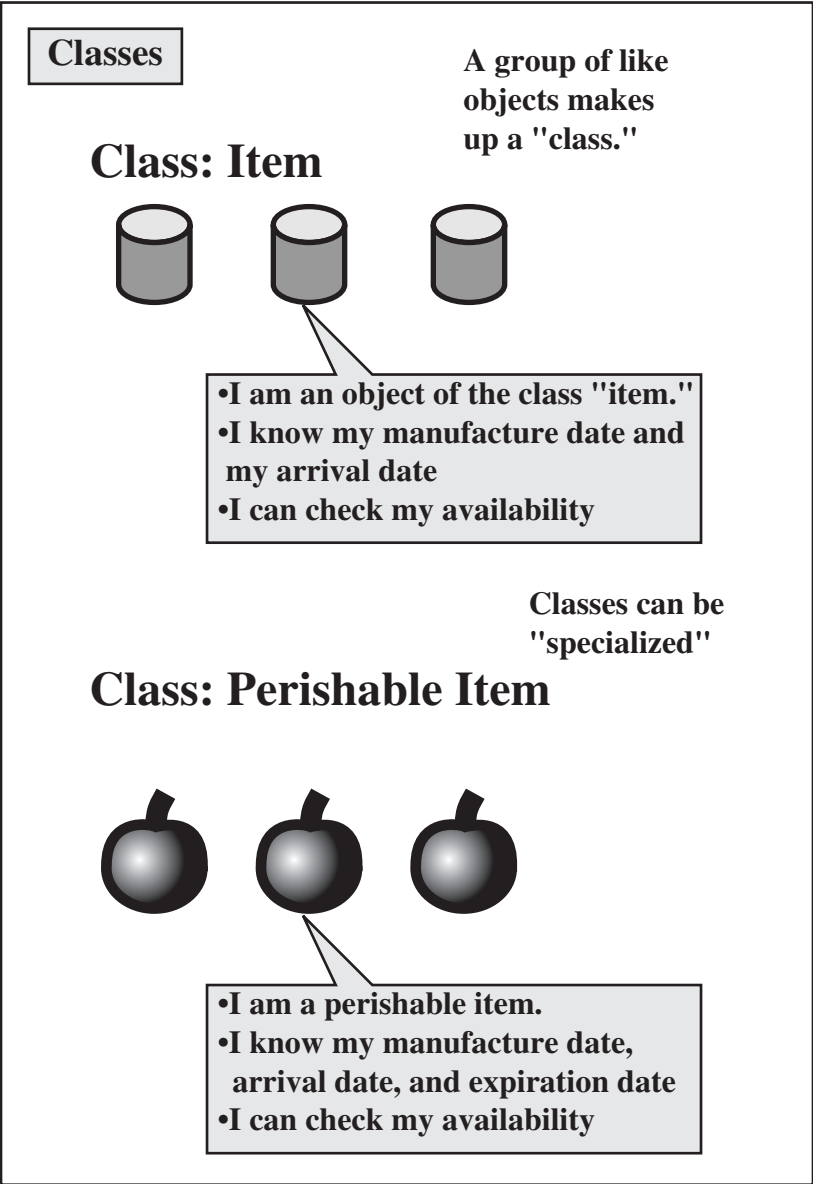 Classes
A group of like
objects makes
up a "class."
Class: Item
•I am an object of the class "item."
•I know my manufacture date and
my arrival date
•I can check my availability
Classes can be
"specialized"
Class: Perishable Item
•I am a perishable item.
•I know my manufacture date,
arrival date, and expiration date
•I can check my availability